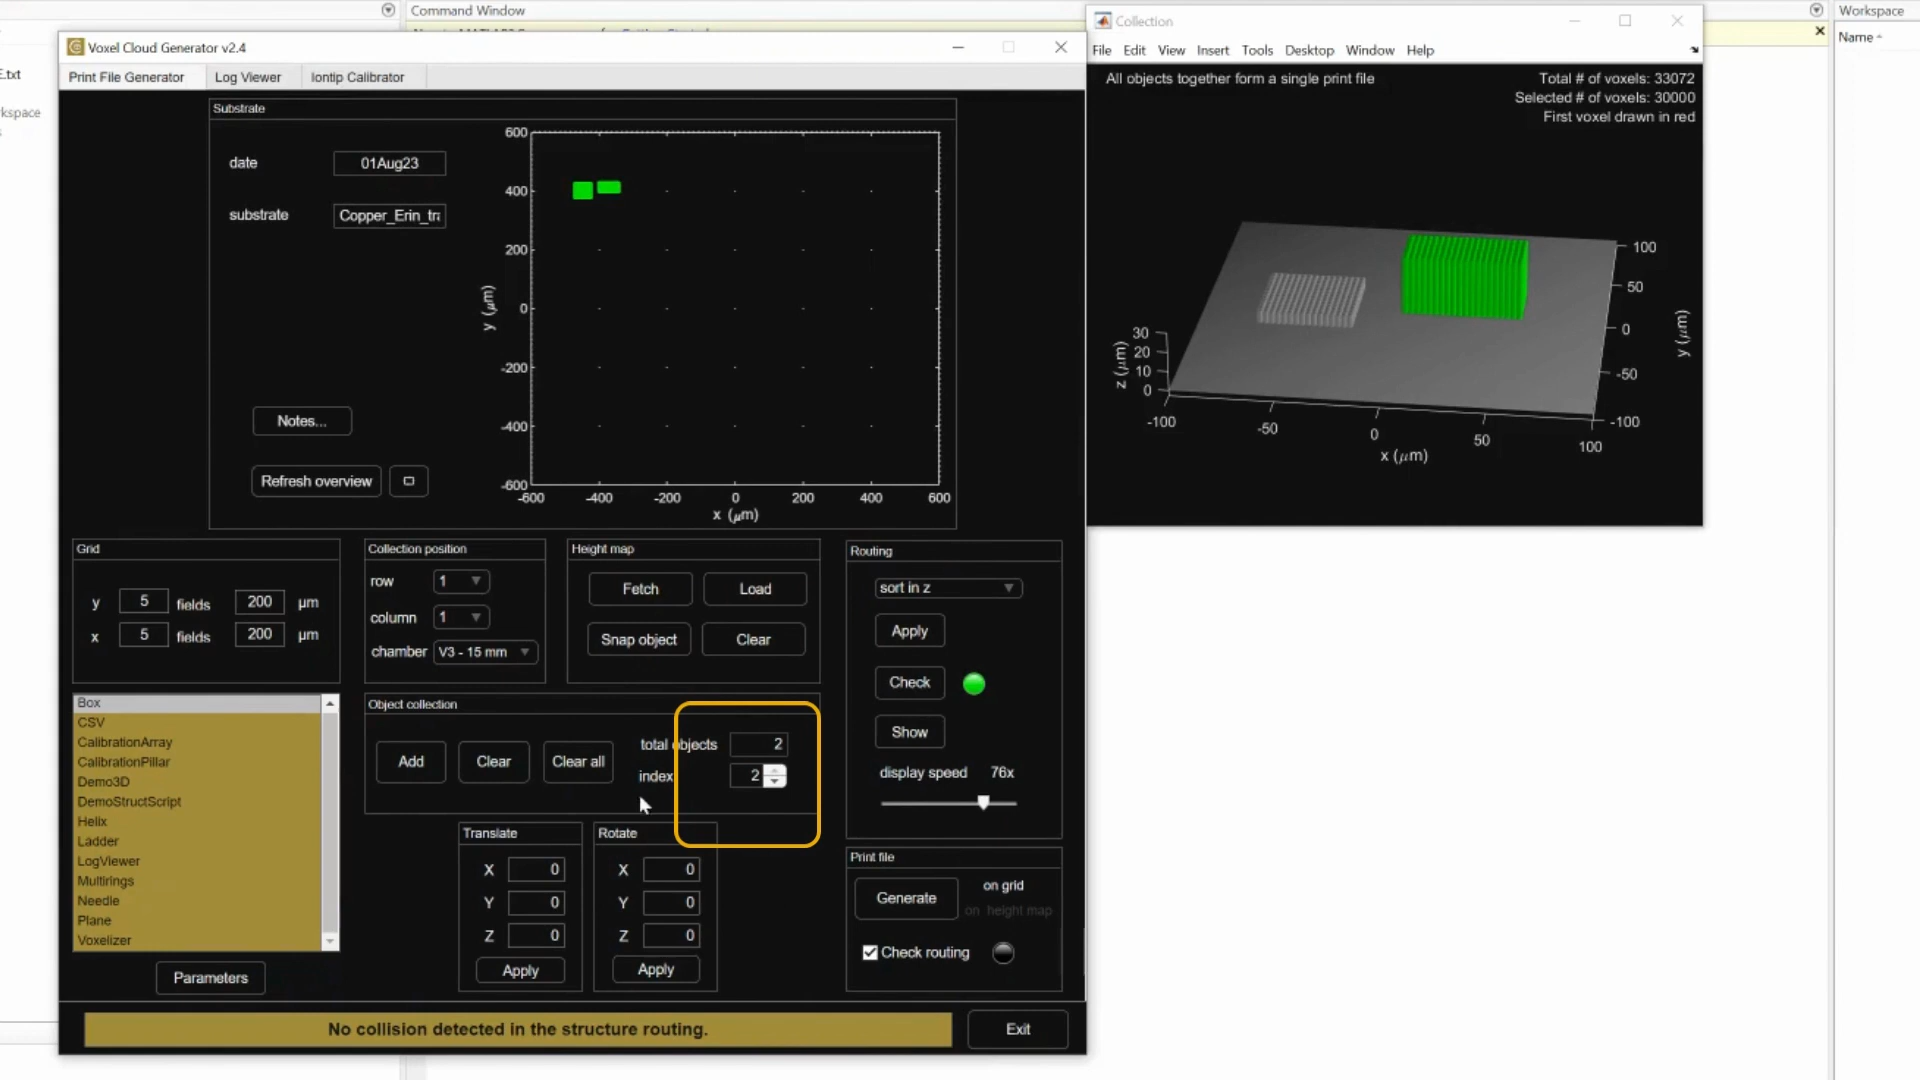 Command Window
Workspace
Name
E.txt
kspace
Voxel Cloud Generator v2.4
Print File Generator
Log Viewer
Iontip Calibrator
Substrate
date
01Aug23
substrate
Copper_Erin_tra
Notes...
Refresh overview
600
400
200
0
-200
-400
-600
y (µm)
-600
-400
-200
0
200
400
600
x (µm)
Grid
y 5 fields 200 µm
x 5 fields 200 µm
Collection position
row 1
column 1
chamber V3 - 15 mm
Height map
Fetch
Load
Snap object
Clear
Routing
sort in z
Apply
Check
Show
display speed 76x
Box
CSV
CalibrationArray
CalibrationPillar
Demo3D
DemoStructScript
Helix
Ladder
LogViewer
Multirings
Needle
Plane
Voxelizer
Parameters
Object collection
Add
Clear
Clear all
total objects 2
index 2
Translate
X 0
Y 0
Z 0
Apply
Rotate
X 0
Y 0
Z 0
Apply
Print file
Generate
on grid
on height map
Check routing
No collision detected in the structure routing.
Exit
Collection
File Edit View Insert Tools Desktop Window Help
All objects together form a single print file
Total # of voxels: 33072
Selected # of voxels: 30000
First voxel drawn in red
100
50
0
-50
-100
y (µm)
30
20
10
0
z (µm)
-100
-50
0
50
100
x (µm)